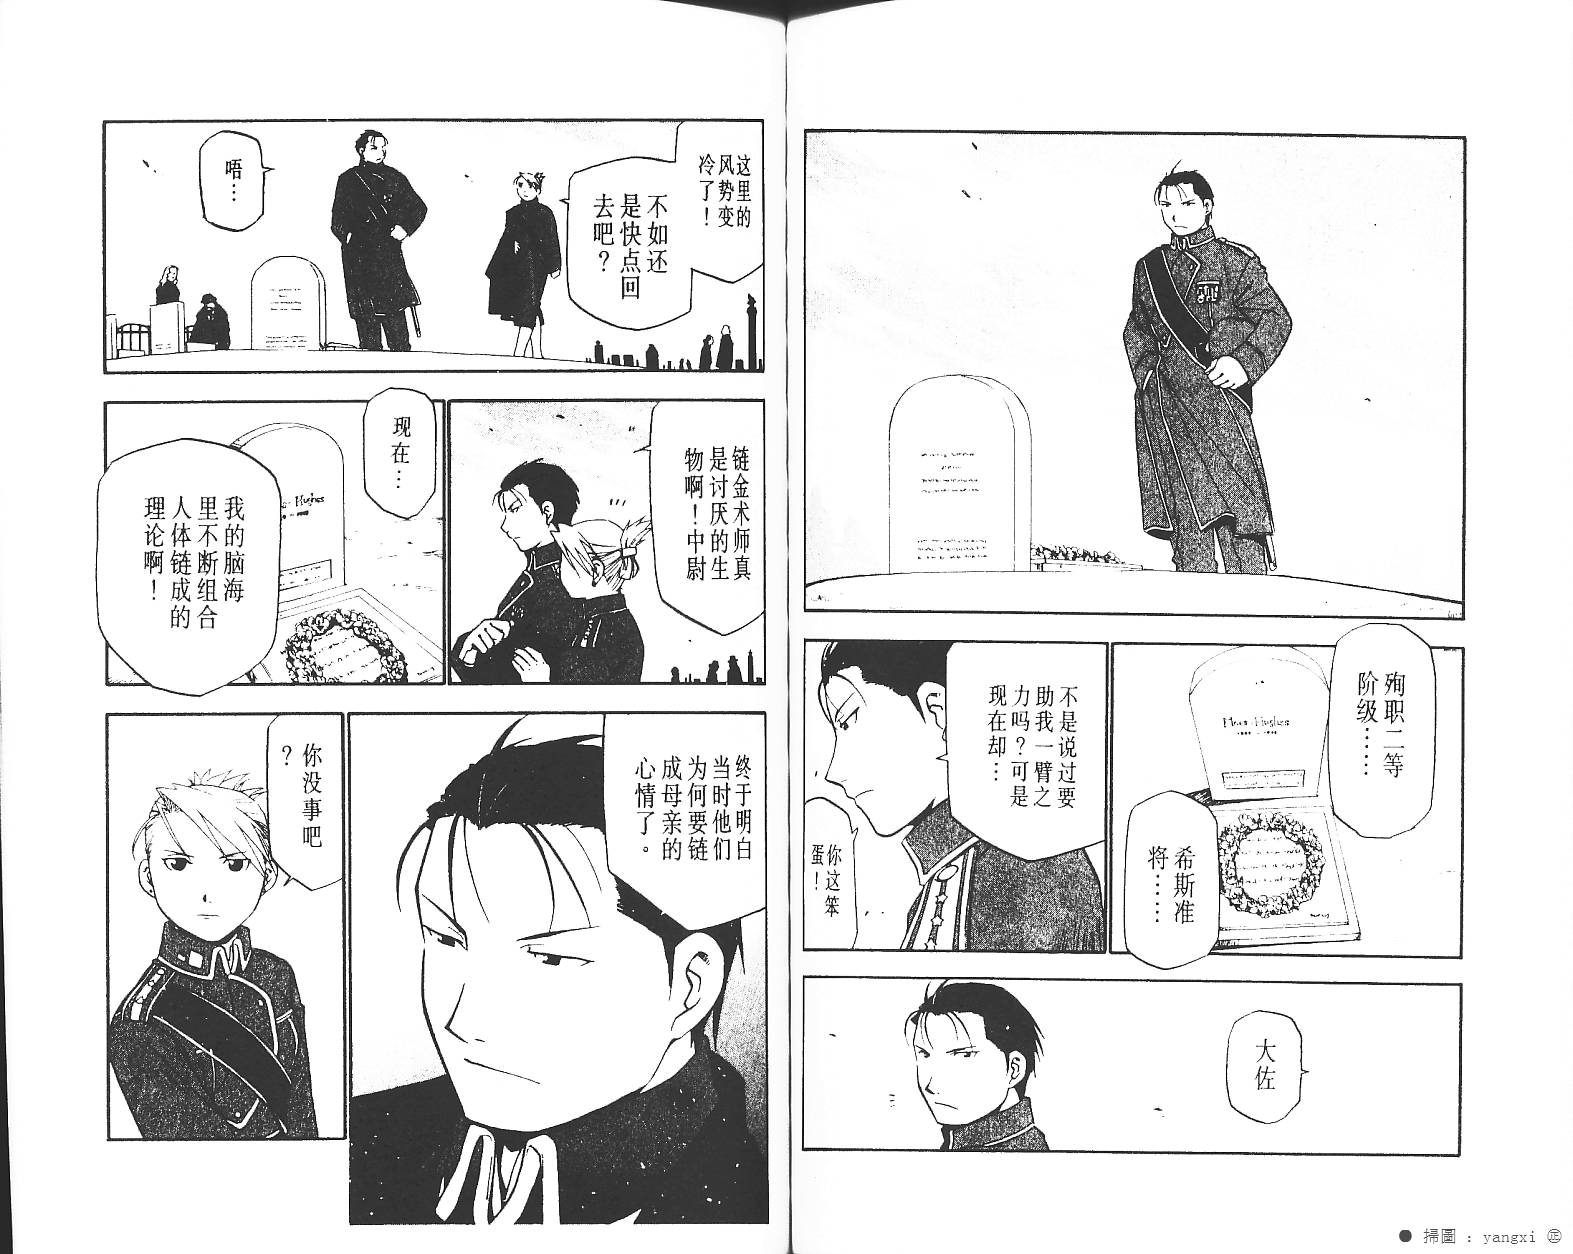 殉职二等
阶级……
希斯准
将……
不是说过要
助我一臂之
力吗？可是
现在却…
你这笨
蛋！
大佐
这里的
风势变
冷了！
不如还
是快点回
去吧？
唔…
链金术师真
是讨厌的生
物啊！中尉
现在…
我的脑海
里不断组合
人体链成的
理论啊！
终于明白
当时他们
为何要链
成母亲的
心情了。
你没事吧
？
Hughes
Hughes
● 掃圖 : yangxi ㊣